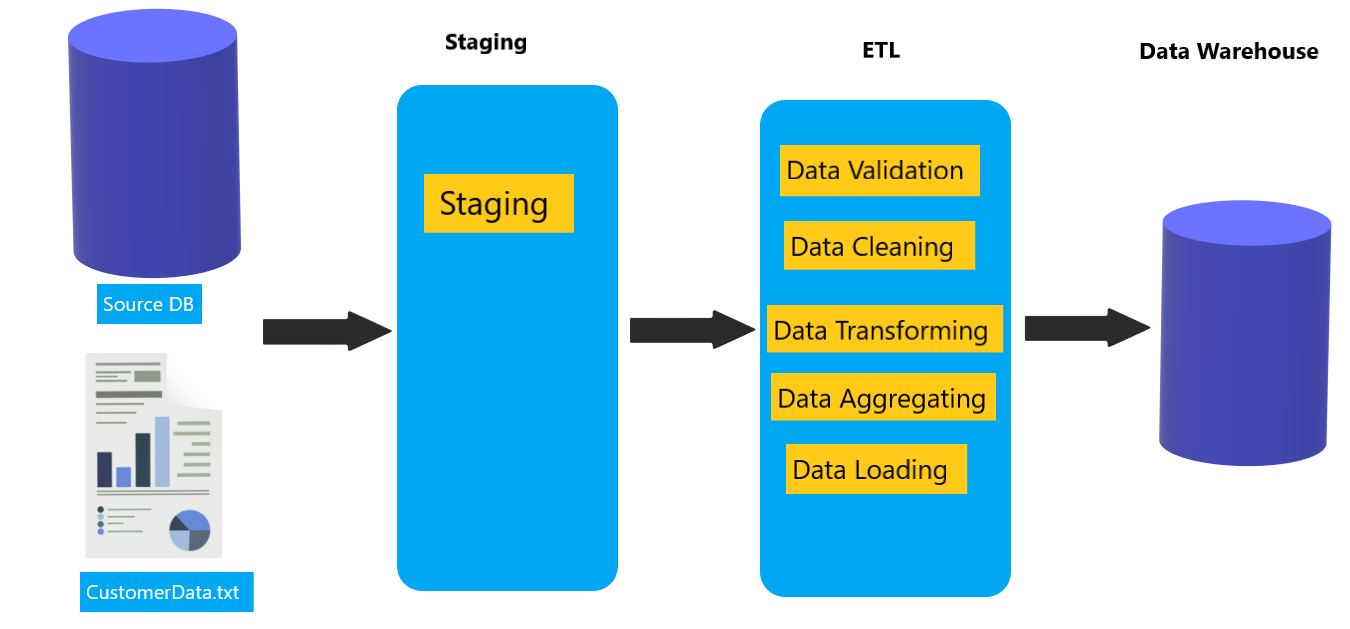 Staging
ETL
Data Warehouse
Staging
Data Validation
Data Cleaning
Source DB
Data Transforming
Data Aggregating
Data Loading
CustomerData.txt